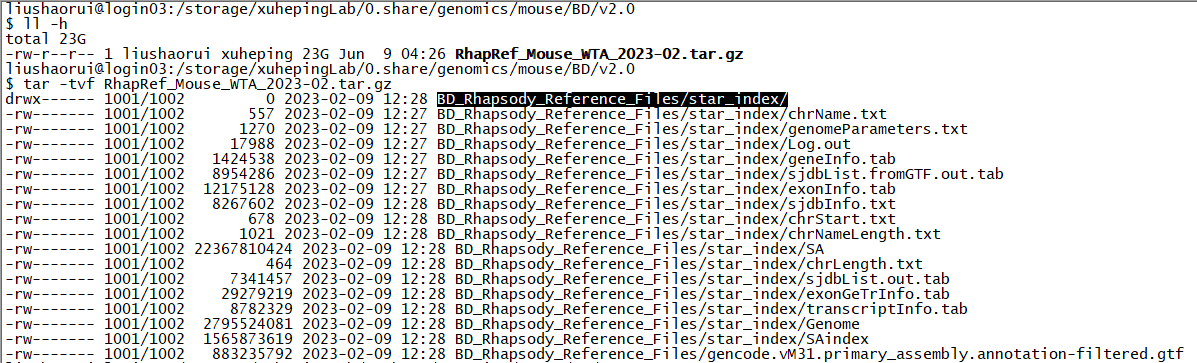 liushaorui@login03:/storage/xuhepingLab/0.share/genomics/mouse/BD/v2.0
$ ll -h
total 23G
-rw-r--r-- 1 liushaorui xuheping 23G Jun  9 04:26 RhapRef_Mouse_WTA_2023-02.tar.gz
liushaorui@login03:/storage/xuhepingLab/0.share/genomics/mouse/BD/v2.0
$ tar -tvf RhapRef_Mouse_WTA_2023-02.tar.gz
drwx------ 1001/1002         0 2023-02-09 12:28 BD_Rhapsody_Reference_Files/star_index/
-rw------- 1001/1002       557 2023-02-09 12:27 BD_Rhapsody_Reference_Files/star_index/chrName.txt
-rw------- 1001/1002      1270 2023-02-09 12:28 BD_Rhapsody_Reference_Files/star_index/genomeParameters.txt
-rw------- 1001/1002     17988 2023-02-09 12:28 BD_Rhapsody_Reference_Files/star_index/Log.out
-rw------- 1001/1002   1424538 2023-02-09 12:27 BD_Rhapsody_Reference_Files/star_index/geneInfo.tab
-rw------- 1001/1002   8954286 2023-02-09 12:27 BD_Rhapsody_Reference_Files/star_index/sjdbList.fromGTF.out.tab
-rw------- 1001/1002  12175128 2023-02-09 12:28 BD_Rhapsody_Reference_Files/star_index/exonInfo.tab
-rw------- 1001/1002   8267602 2023-02-09 12:28 BD_Rhapsody_Reference_Files/star_index/sjdbInfo.txt
-rw------- 1001/1002       678 2023-02-09 12:28 BD_Rhapsody_Reference_Files/star_index/chrStart.txt
-rw------- 1001/1002      1021 2023-02-09 12:28 BD_Rhapsody_Reference_Files/star_index/chrNameLength.txt
-rw------- 1001/1002 22367810424 2023-02-09 12:28 BD_Rhapsody_Reference_Files/star_index/SA
-rw------- 1001/1002         464 2023-02-09 12:28 BD_Rhapsody_Reference_Files/star_index/chrLength.txt
-rw------- 1001/1002     7341457 2023-02-09 12:28 BD_Rhapsody_Reference_Files/star_index/sjdbList.out.tab
-rw------- 1001/1002    29279219 2023-02-09 12:28 BD_Rhapsody_Reference_Files/star_index/exonGeTrInfo.tab
-rw------- 1001/1002     8782329 2023-02-09 12:28 BD_Rhapsody_Reference_Files/star_index/transcriptInfo.tab
-rw------- 1001/1002  2795524081 2023-02-09 12:28 BD_Rhapsody_Reference_Files/star_index/Genome
-rw------- 1001/1002  1565873619 2023-02-09 12:28 BD_Rhapsody_Reference_Files/star_index/SAindex
-rw------- 1001/1002   883235792 2023-02-09 12:28 BD_Rhapsody_Reference_Files/gencode.vM31.primary_assembly.annotation-filtered.gtf